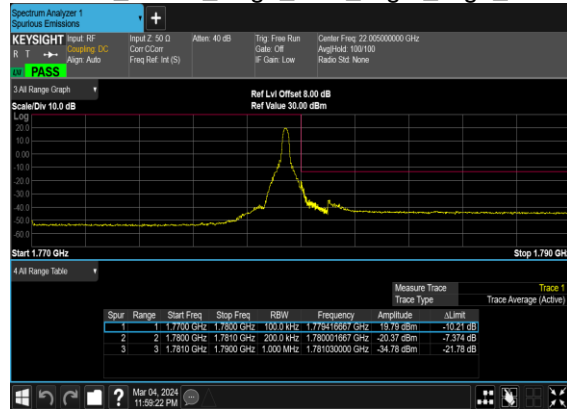 Spectrum Analyzer 1
Spurious Emissions
+
KEYSIGHT Input: RF Input Z: 50 Ω Atten: 40 dB Trig: Free Run Center Freq: 22.005000000 GHz
R T Coupling: DC Corr CCorr Gate: Off Avg|Hold: 100/100
Align: Auto Freq Ref: Int (S) IF Gain: Low Radio Std: None
PASS
3 All Range Graph
Ref Lvl Offset 8.00 dB
Scale/Div 10.0 dB Ref Value 30.00 dBm
Log
20.0
10.0
0.00
-10.0
-20.0
-30.0
-40.0
-50.0
-60.0
Start 1.770 GHz Stop 1.790 GHz
4 All Range Table
Measure Trace Trace 1
Trace Type Trace Average (Active)
Spur Range Start Freq Stop Freq RBW Frequency Amplitude ΔLimit
1 1 1.7700 GHz 1.7800 GHz 100.0 kHz 1.779416667 GHz 19.79 dBm -10.21 dB
2 2 1.7800 GHz 1.7810 GHz 200.0 kHz 1.780001667 GHz -20.37 dBm -7.374 dB
3 3 1.7810 GHz 1.7900 GHz 1.000 MHz 1.781030000 GHz -34.78 dBm -21.78 dB
? Mar 04, 2024
11:59:22 PM